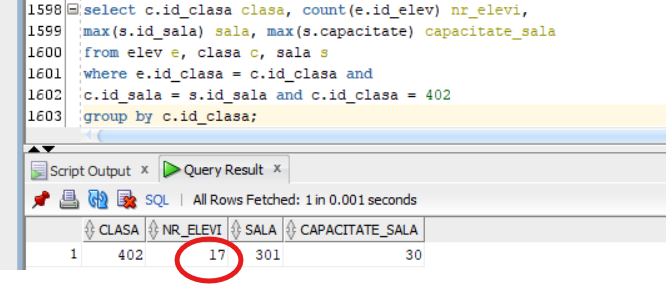 1598 select c.id_clasa clasa, count(e.id_elev) nr_elevi,
1599 max(s.id_sala) sala, max(s.capacitate) capacitate_sala
1600 from elev e, clasa c, sala s
1601 where e.id_clasa = c.id_clasa and
1602 c.id_sala = s.id_sala and c.id_clasa = 402
1603 group by c.id_clasa;
Script Output x Query Result x
SQL | All Rows Fetched: 1 in 0.001 seconds
CLASA NR_ELEVI SALA CAPACITATE_SALA
1 402 17 301 30